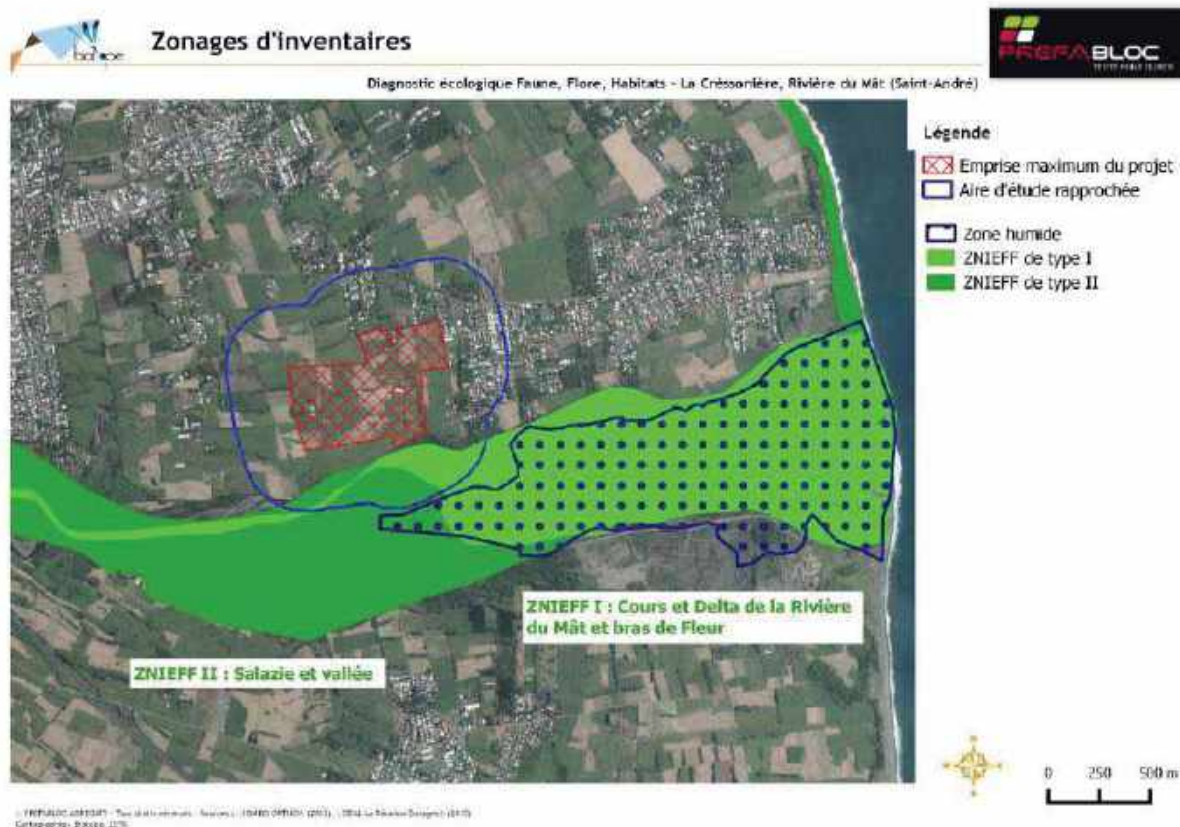 Zonages d'inventaires
PREFABLOC
Diagnostic écologique Faune, Flore, Habitats - La Crèssonière, Rivière du Mât (Saint-André)
Légende
Emprise maximum du projet
Aire d'étude rapprochée
Zone humide
ZNIEFF de type I
ZNIEFF de type II
ZNIEFF I : Cours et Delta de la Rivière
du Mât et bras de Fleur
ZNIEFF II : Salazie et vallée
0 250 500 m